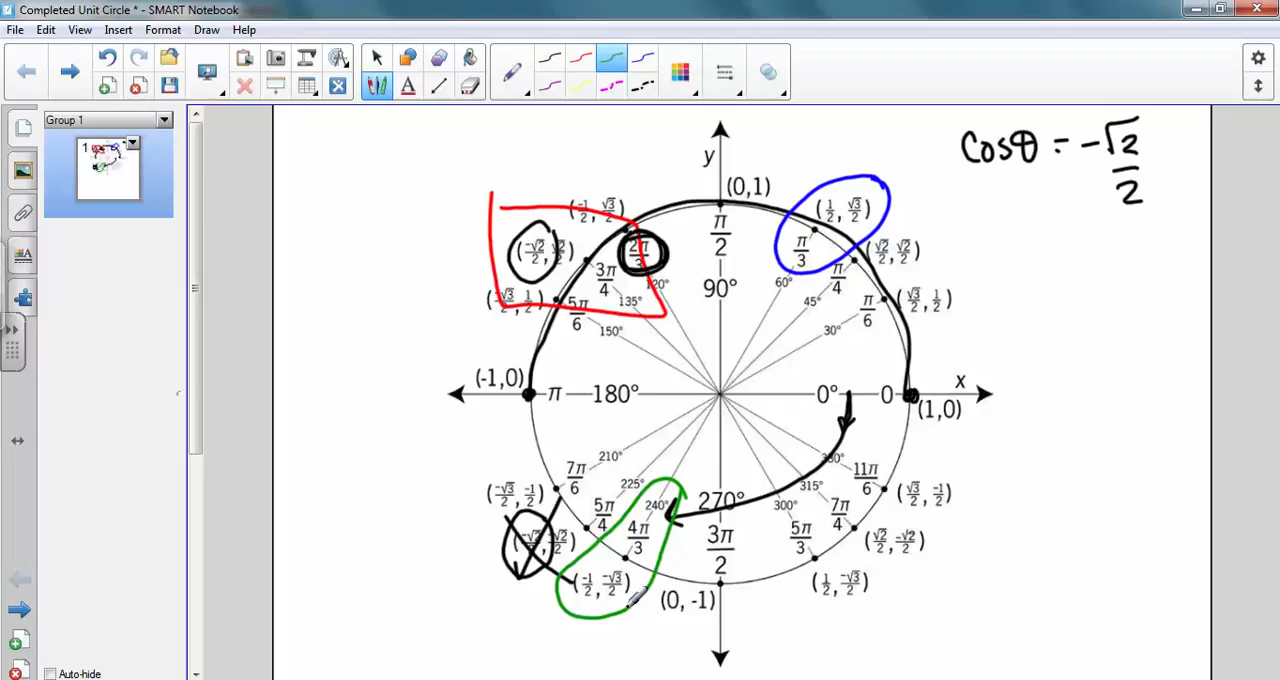 Completed Unit Circle * - SMART Notebook
File Edit View Insert Format Draw Help
Group 1
1
cosθ = -√2/2
y
(0,1)
(-1/2, √3/2)
(1/2, √3/2)
π/2
2π/3
π/3
(-√2/2, √2/2)
(√2/2, √2/2)
3π/4
π/4
120°
90°
60°
135°
45°
(-√3/2, 1/2)
(√3/2, 1/2)
5π/6
π/6
150°
30°
(-1,0)
π
180°
0°
0
x
(1,0)
210°
330°
7π/6
11π/6
(-√3/2, -1/2)
(√3/2, -1/2)
225°
315°
240°
270°
300°
5π/4
7π/4
4π/3
3π/2
5π/3
(-√2/2, -√2/2)
(√2/2, -√2/2)
(-1/2, -√3/2)
(1/2, -√3/2)
(0, -1)
Auto-hide